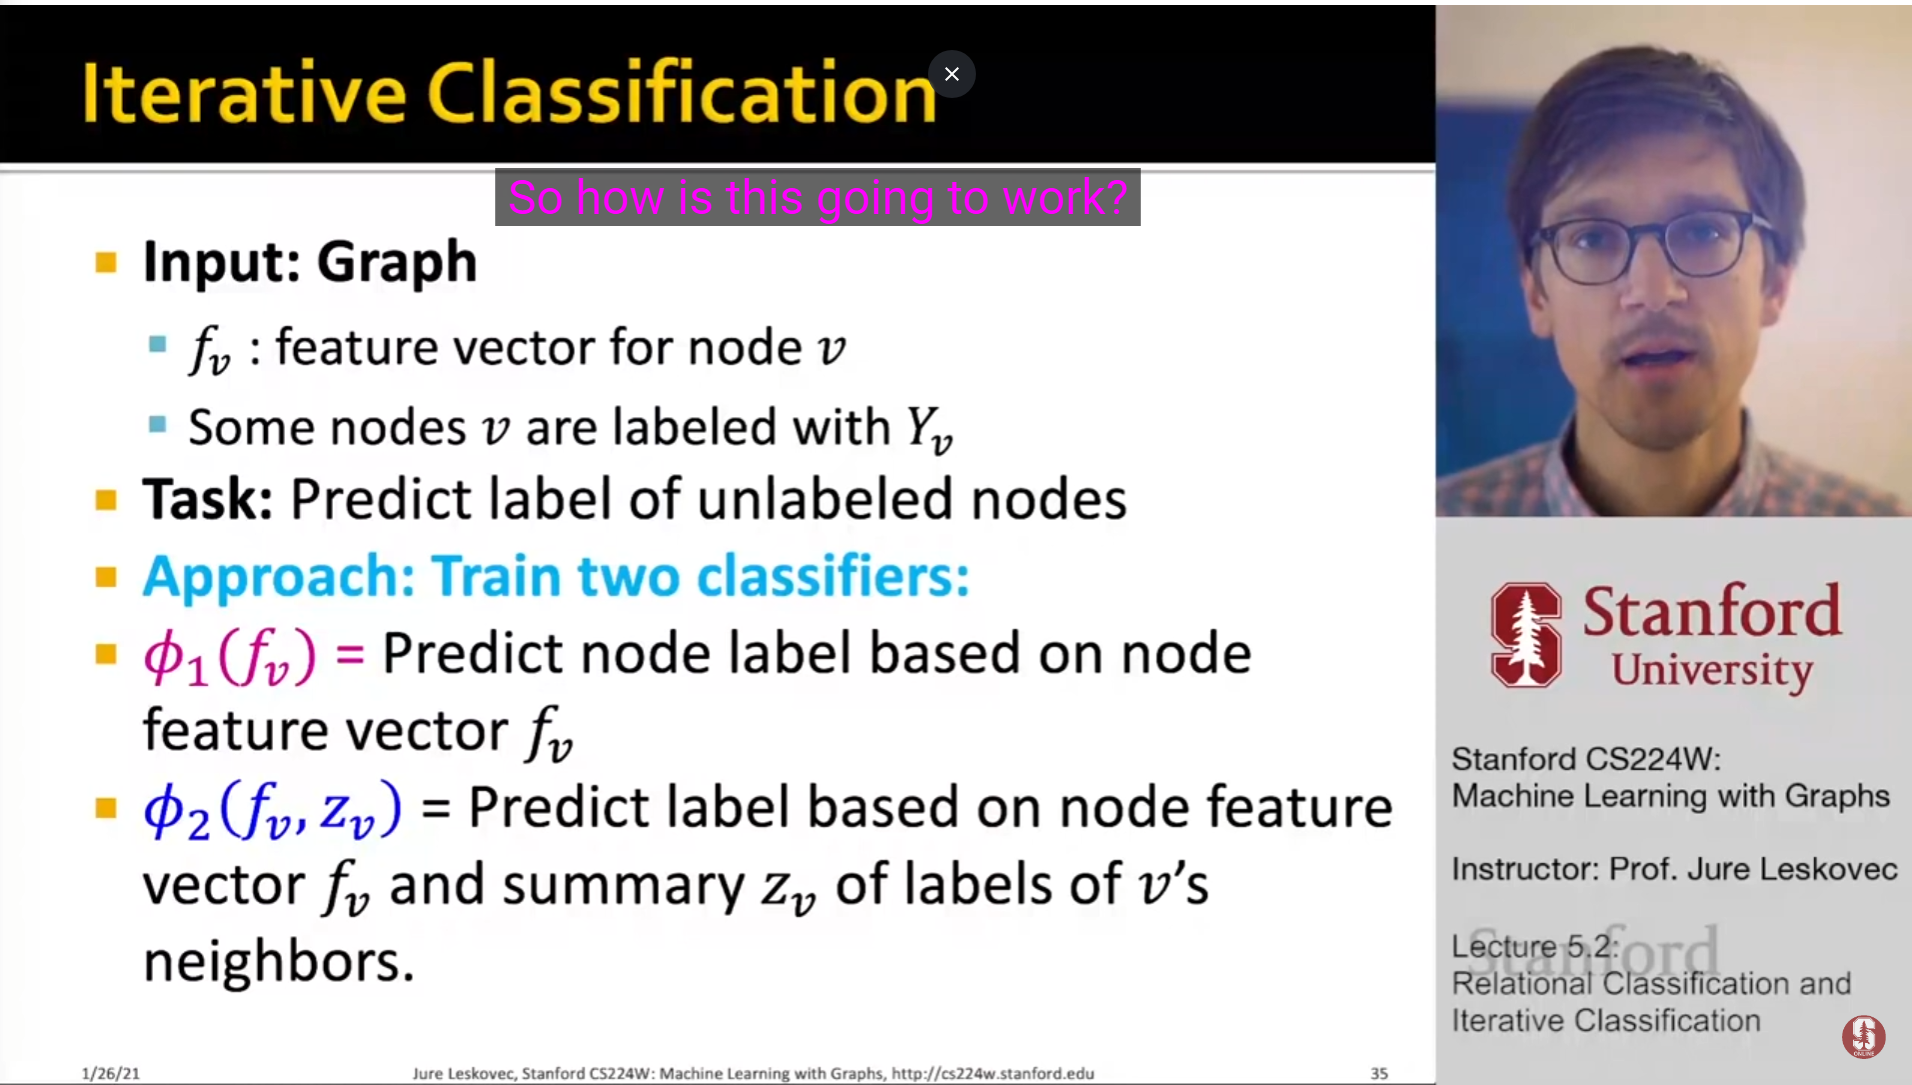 Iterative Classification
So how is this going to work?
Input: Graph
f_v : feature vector for node v
Some nodes v are labeled with Y_v
Task: Predict label of unlabeled nodes
Approach: Train two classifiers:
ϕ₁(f_v) = Predict node label based on node
feature vector f_v
ϕ₂(f_v, z_v) = Predict label based on node feature
vector f_v and summary z_v of labels of v’s
neighbors.
1/26/21
Jure Leskovec, Stanford CS224W: Machine Learning with Graphs, http://cs224w.stanford.edu
35
Stanford
University
Stanford CS224W:
Machine Learning with Graphs
Instructor: Prof. Jure Leskovec
Stanford
Lecture 5.2:
Relational Classification and
Iterative Classification
S
ONLINE